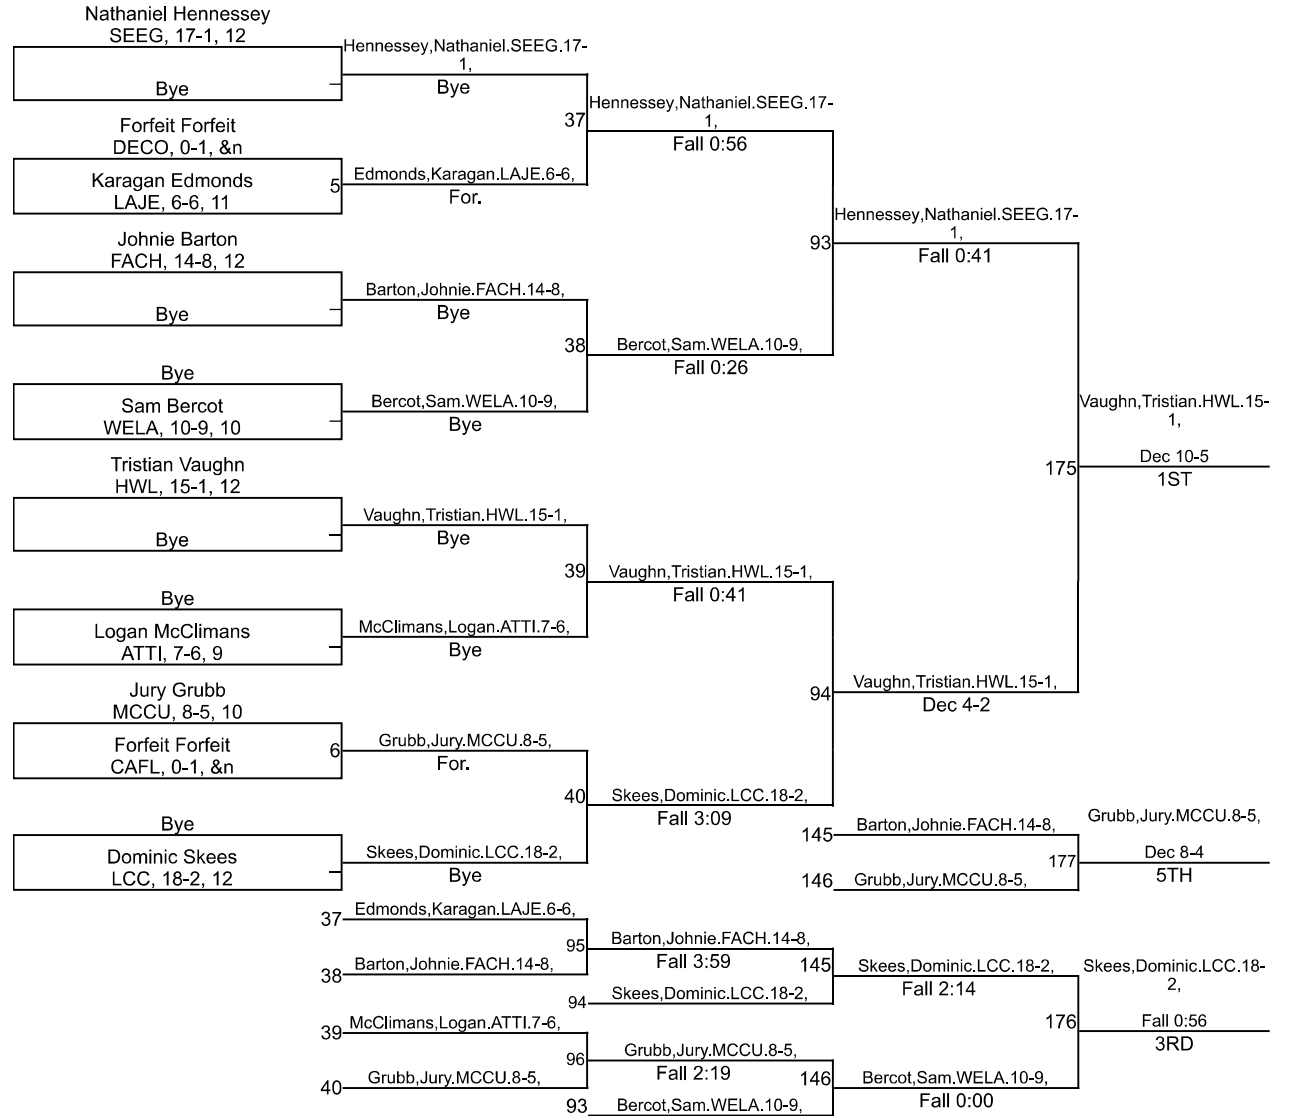 Nathaniel Hennessey
SEEG, 17-1, 12
Bye
Forfeit Forfeit
DECO, 0-1, &n
Karagan Edmonds
LAJE, 6-6, 11
5
Johnie Barton
FACH, 14-8, 12
Bye
Bye
Sam Bercot
WELA, 10-9, 10
Tristian Vaughn
HWL, 15-1, 12
Bye
Bye
Logan McClimans
ATTI, 7-6, 9
Jury Grubb
MCCU, 8-5, 10
Forfeit Forfeit
CAFL, 0-1, &n
6
Bye
Dominic Skees
LCC, 18-2, 12
Hennessey,Nathaniel.SEEG.17-
1,
Bye
37
Edmonds,Karagan.LAJE.6-6,
For.
Barton,Johnie.FACH.14-8,
Bye
38
Bercot,Sam.WELA.10-9,
Bye
Vaughn,Tristian.HWL.15-1,
Bye
39
McClimans,Logan.ATTI.7-6,
Bye
Grubb,Jury.MCCU.8-5,
For.
40
Skees,Dominic.LCC.18-2,
Bye
Hennessey,Nathaniel.SEEG.17-
1,
Fall 0:56
93
Bercot,Sam.WELA.10-9,
Fall 0:26
Vaughn,Tristian.HWL.15-1,
Fall 0:41
94
Skees,Dominic.LCC.18-2,
Fall 3:09
Hennessey,Nathaniel.SEEG.17-
1,
Fall 0:41
175
Vaughn,Tristian.HWL.15-1,
Dec 4-2
Vaughn,Tristian.HWL.15-
1,
Dec 10-5
1ST
145
Barton,Johnie.FACH.14-8,
146
Grubb,Jury.MCCU.8-5,
177
Grubb,Jury.MCCU.8-5,
Dec 8-4
5TH
37
Edmonds,Karagan.LAJE.6-6,
38
Barton,Johnie.FACH.14-8,
95
Barton,Johnie.FACH.14-8,
Fall 3:59
94
Skees,Dominic.LCC.18-2,
145
Skees,Dominic.LCC.18-2,
Fall 2:14
39
McClimans,Logan.ATTI.7-6,
40
Grubb,Jury.MCCU.8-5,
96
Grubb,Jury.MCCU.8-5,
Fall 2:19
93
Bercot,Sam.WELA.10-9,
146
Bercot,Sam.WELA.10-9,
Fall 0:00
176
Skees,Dominic.LCC.18-
2,
Fall 0:56
3RD